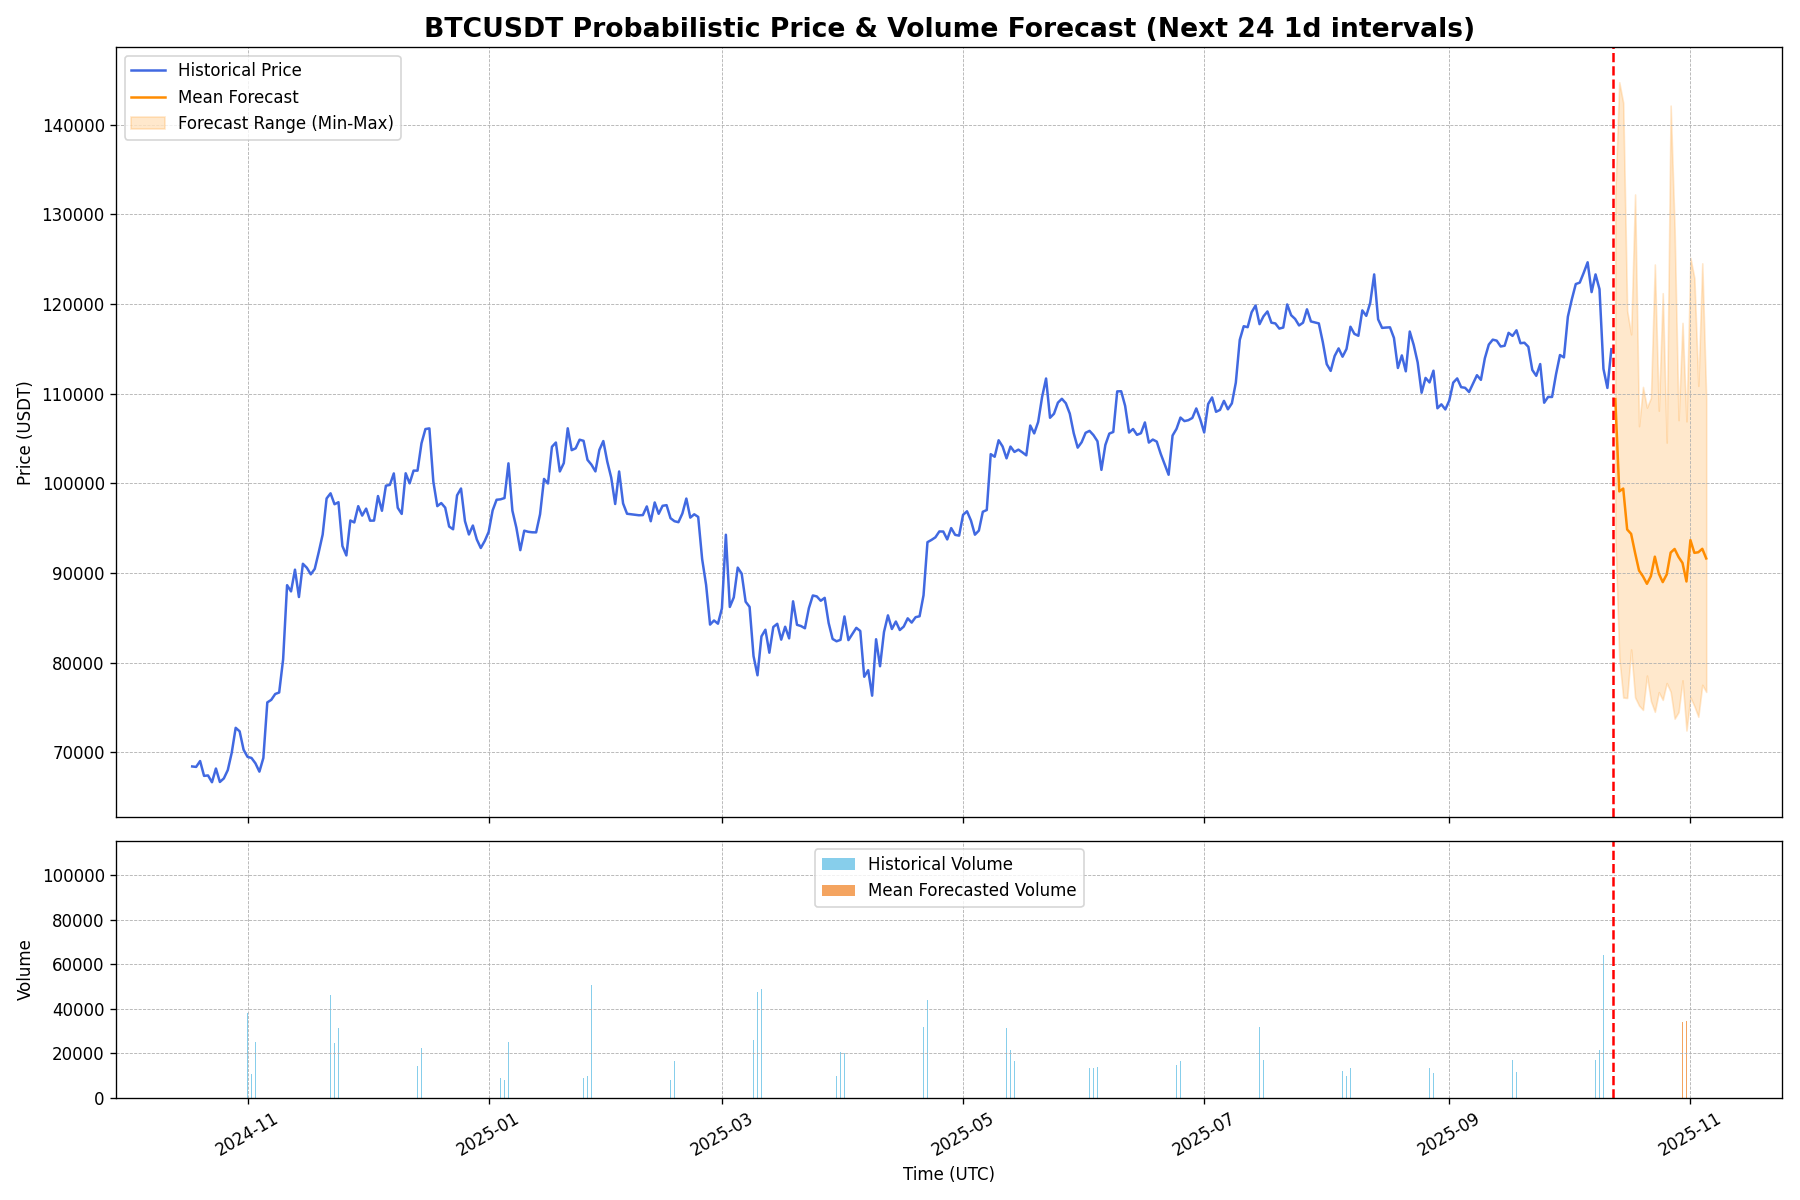 BTCUSDT Probabilistic Price & Volume Forecast (Next 24 1d intervals)
Historical Price
Mean Forecast
Forecast Range (Min-Max)
140000
130000
120000
110000
100000
90000
80000
70000
Price (USDT)
Historical Volume
Mean Forecasted Volume
100000
80000
60000
40000
20000
0
Volume
2024-11
2025-01
2025-03
2025-05
2025-07
2025-09
2025-11
Time (UTC)